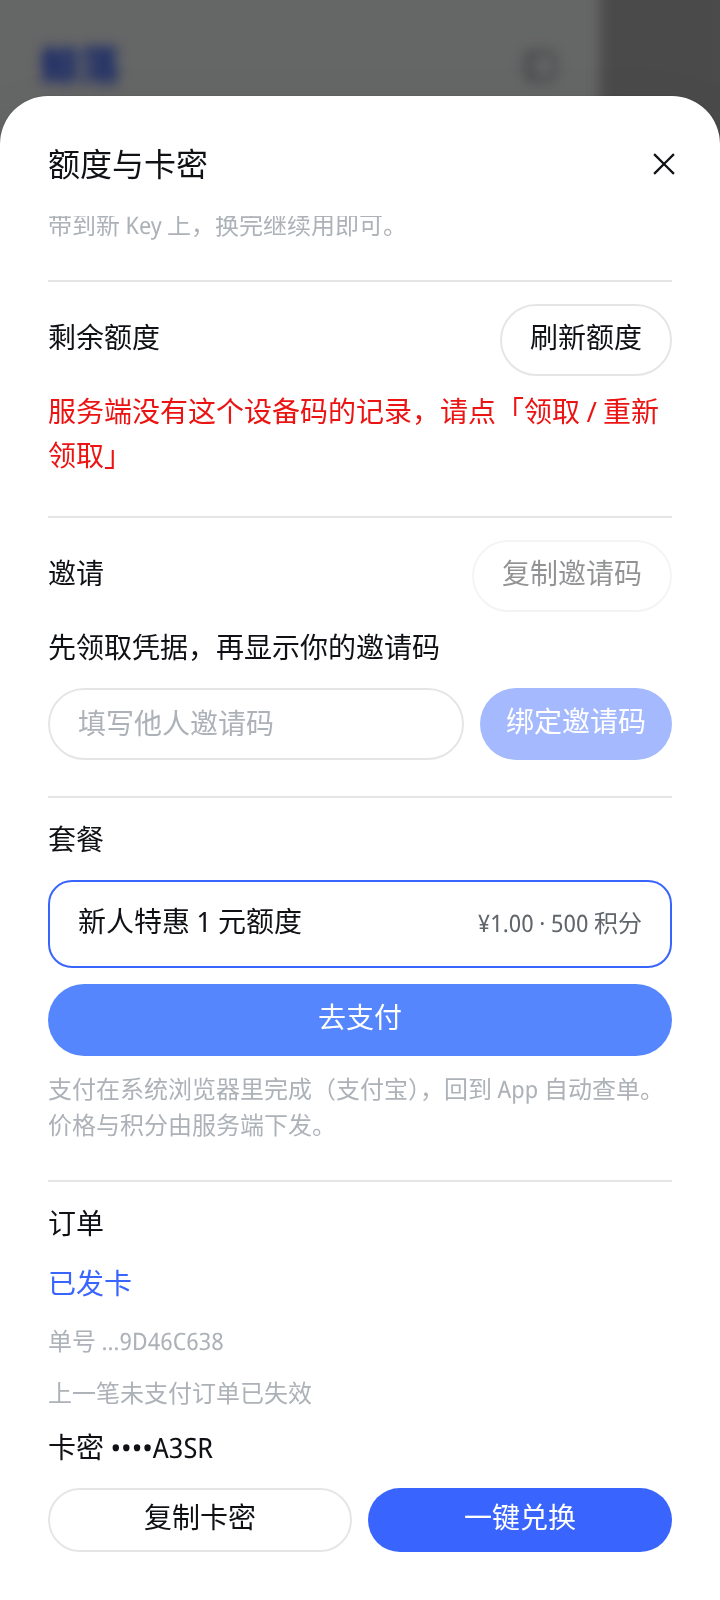 额度与卡密
带到新 Key 上，换完继续用即可。
剩余额度
刷新额度
服务端没有这个设备码的记录，请点「领取 / 重新
领取」
邀请
复制邀请码
先领取凭据，再显示你的邀请码
填写他人邀请码
绑定邀请码
套餐
新人特惠 1 元额度
¥1.00 · 500 积分
去支付
支付在系统浏览器里完成（支付宝），回到 App 自动查单。
价格与积分由服务端下发。
订单
已发卡
单号 …9D46C638
上一笔未支付订单已失效
卡密 ••••A3SR
复制卡密
一键兑换